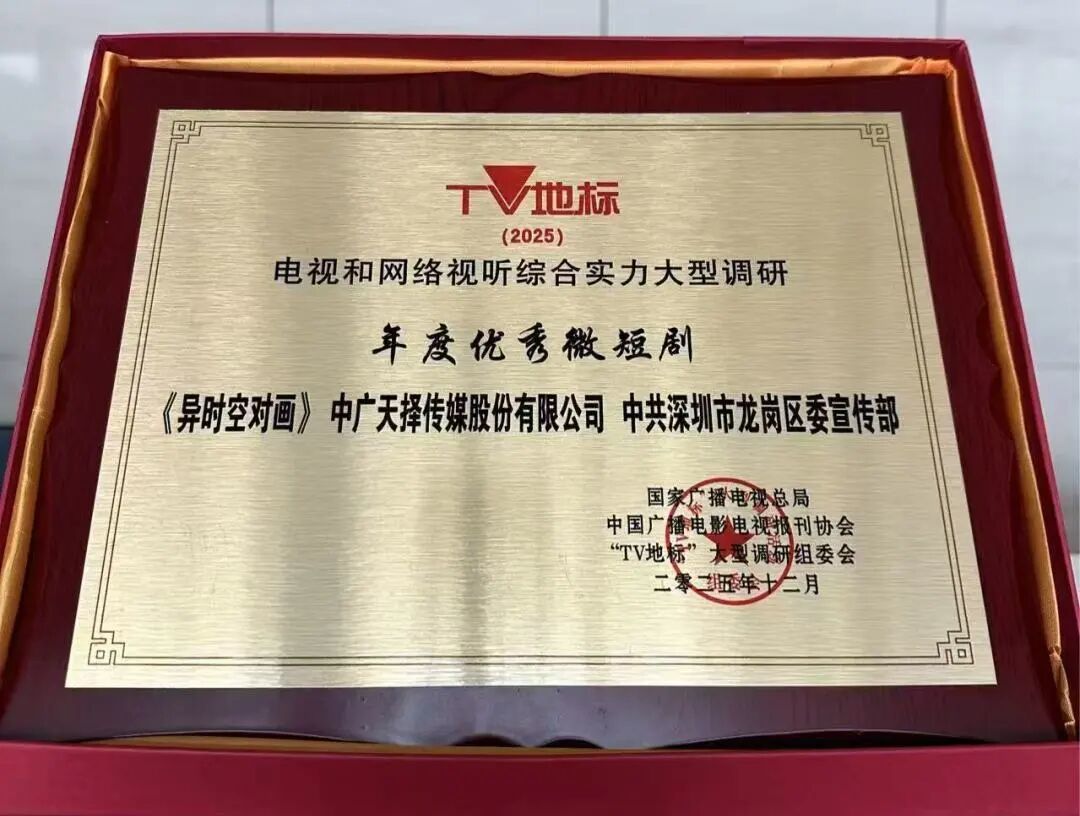 TV地标
(2025)
电视和网络视听综合实力大型调研
年度优秀微短剧
《异时空对画》 中广天择传媒股份有限公司 中共深圳市龙岗区委宣传部
国家广播电视总局
中国广播电影电视报刊协会
“TV地标”大型调研组委会
二零二五年十二月
组委会